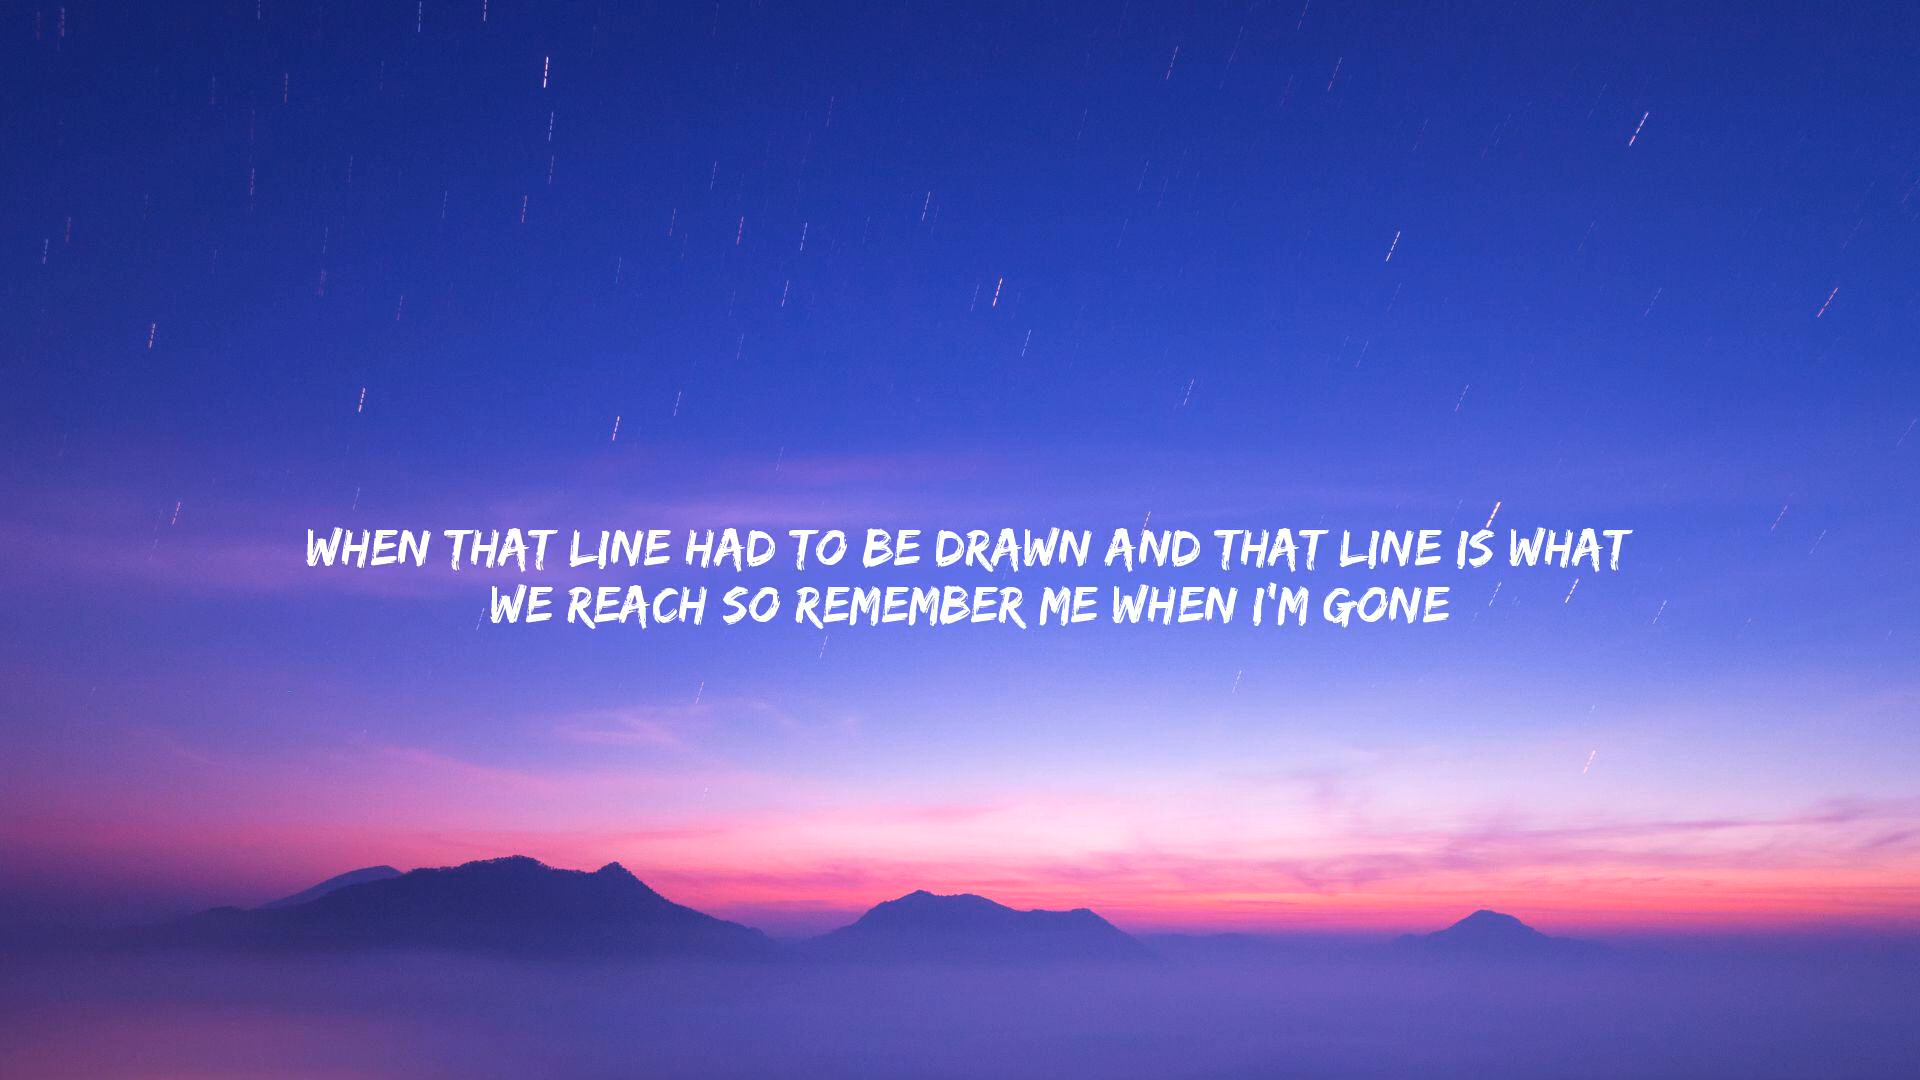 WHEN THAT LINE HAD TO BE DRAWN AND THAT LINE IS WHAT
WE REACH SO REMEMBER ME WHEN I'M GONE